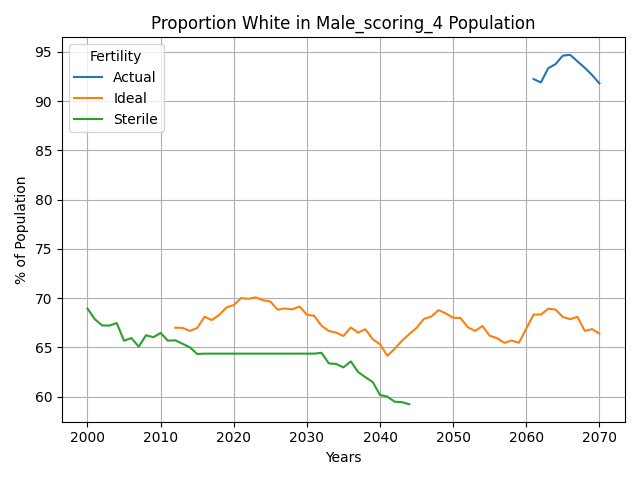 Proportion White in Male_scoring_4 Population
Fertility
Actual
Ideal
Sterile
% of Population
95
90
85
80
75
70
65
60
2000 2010 2020 2030 2040 2050 2060 2070
Years